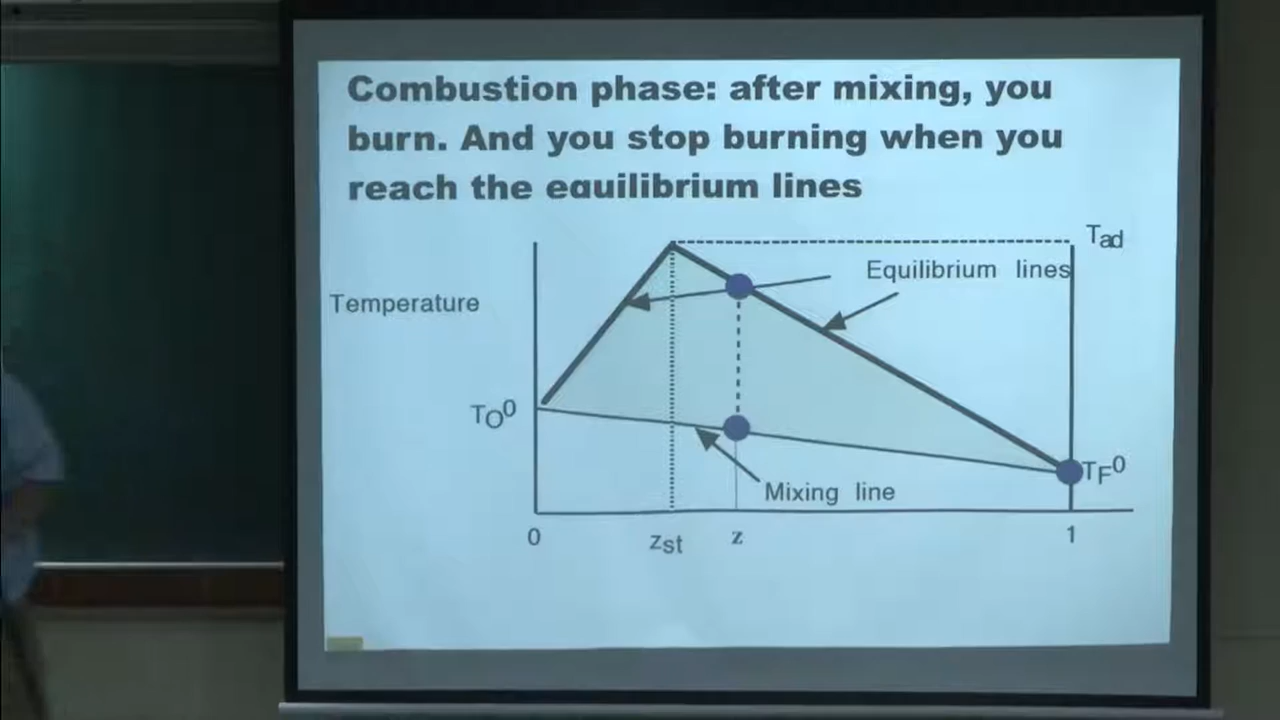 Combustion phase: after mixing, you
burn. And you stop burning when you
reach the equilibrium lines
Tad
Equilibrium lines
Temperature
TO0
TF0
Mixing line
0
zst
z
1